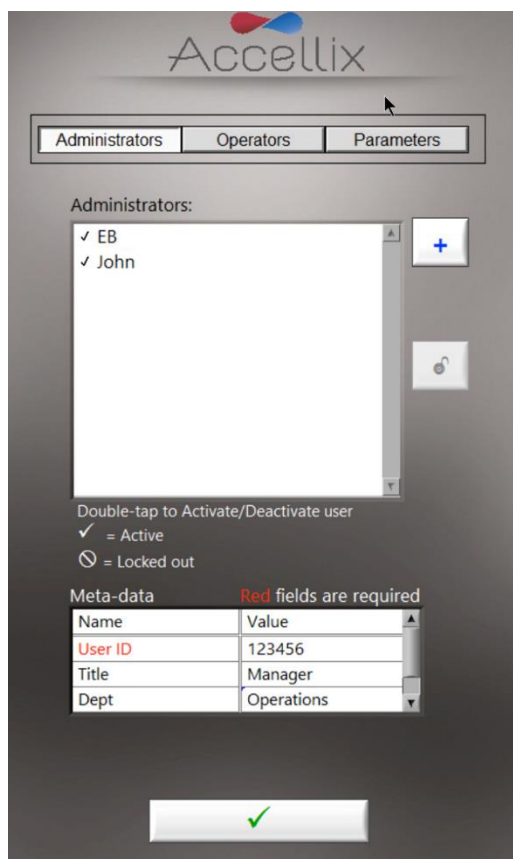 Accellix
Administrators Operators Parameters
Administrators:
✓ EB
✓ John
+
Double-tap to Activate/Deactivate user
✓ = Active
🛇 = Locked out
Meta-data Red fields are required
Name Value
User ID 123456
Title Manager
Dept Operations